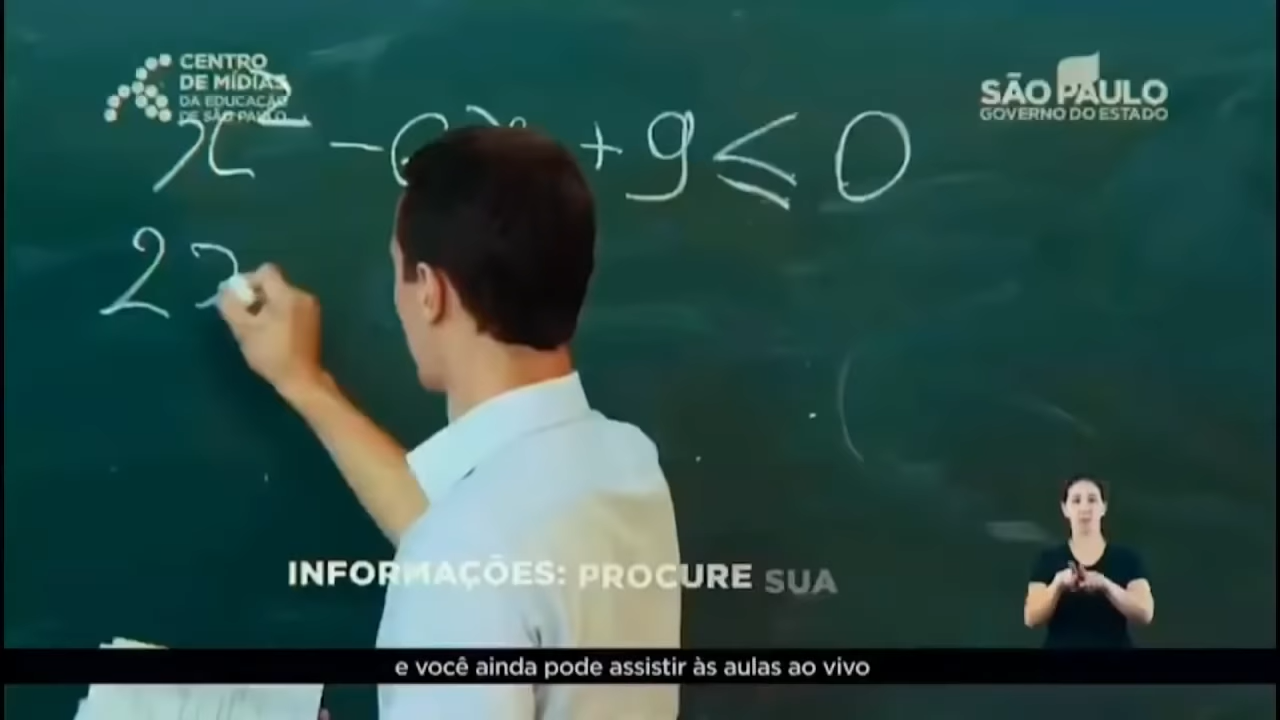 CENTRO
DE MÍDIAS
DA EDUCAÇÃO
DE SÃO PAULO
SÃO PAULO
GOVERNO DO ESTADO
+ 9 ≤ 0
2
INFORMAÇÕES: PROCURE SUA
e você ainda pode assistir às aulas ao vivo